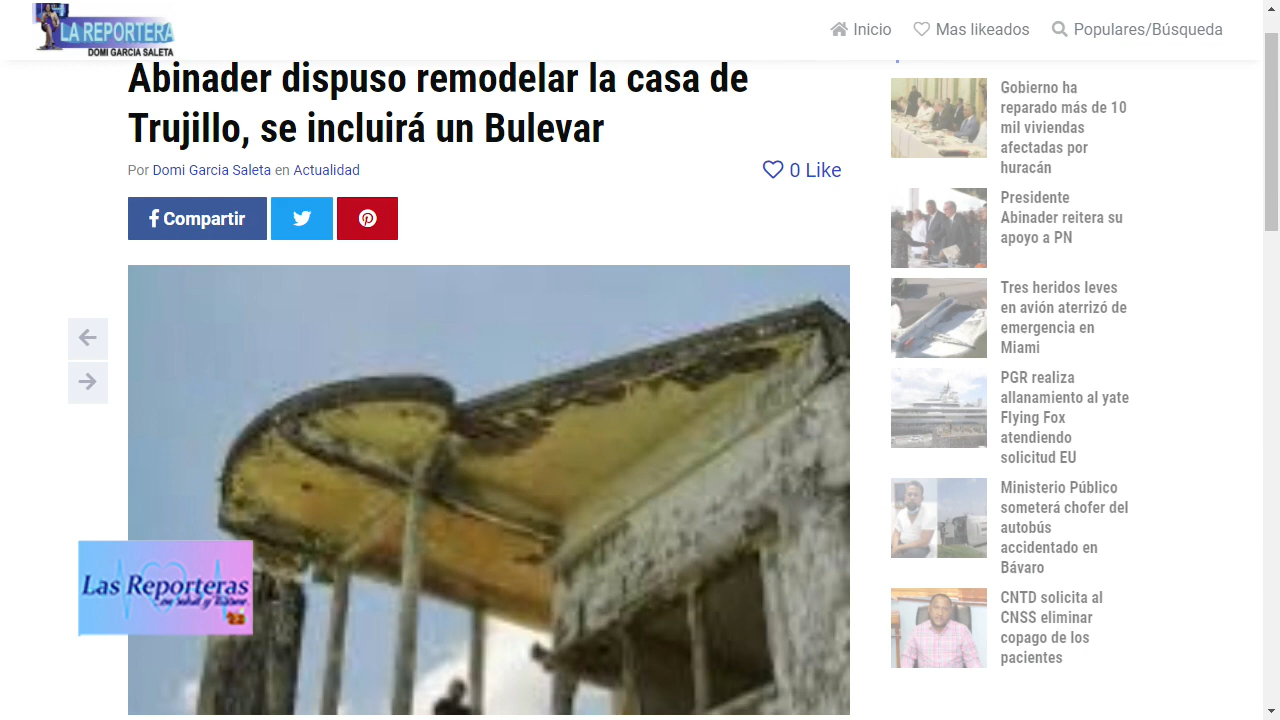 LA REPORTERA
DOMI GARCIA SALETA
Inicio
Mas likeados
Populares/Búsqueda
Abinader dispuso remodelar la casa de
Trujillo, se incluirá un Bulevar
Por Domi Garcia Saleta en Actualidad
0 Like
Compartir
Las Reporteras
Gobierno ha
reparado más de 10
mil viviendas
afectadas por
huracán
Presidente
Abinader reitera su
apoyo a PN
Tres heridos leves
en avión aterrizó de
emergencia en
Miami
PGR realiza
allanamiento al yate
Flying Fox
atendiendo
solicitud EU
Ministerio Público
someterá chofer del
autobús
accidentado en
Bávaro
CNTD solicita al
CNSS eliminar
copago de los
pacientes